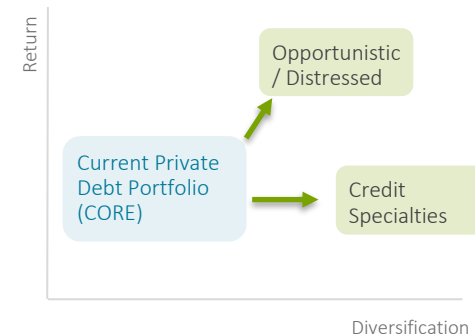 Return
Opportunistic
/ Distressed
Current Private
Debt Portfolio
(CORE)
Credit
Specialties
Diversification